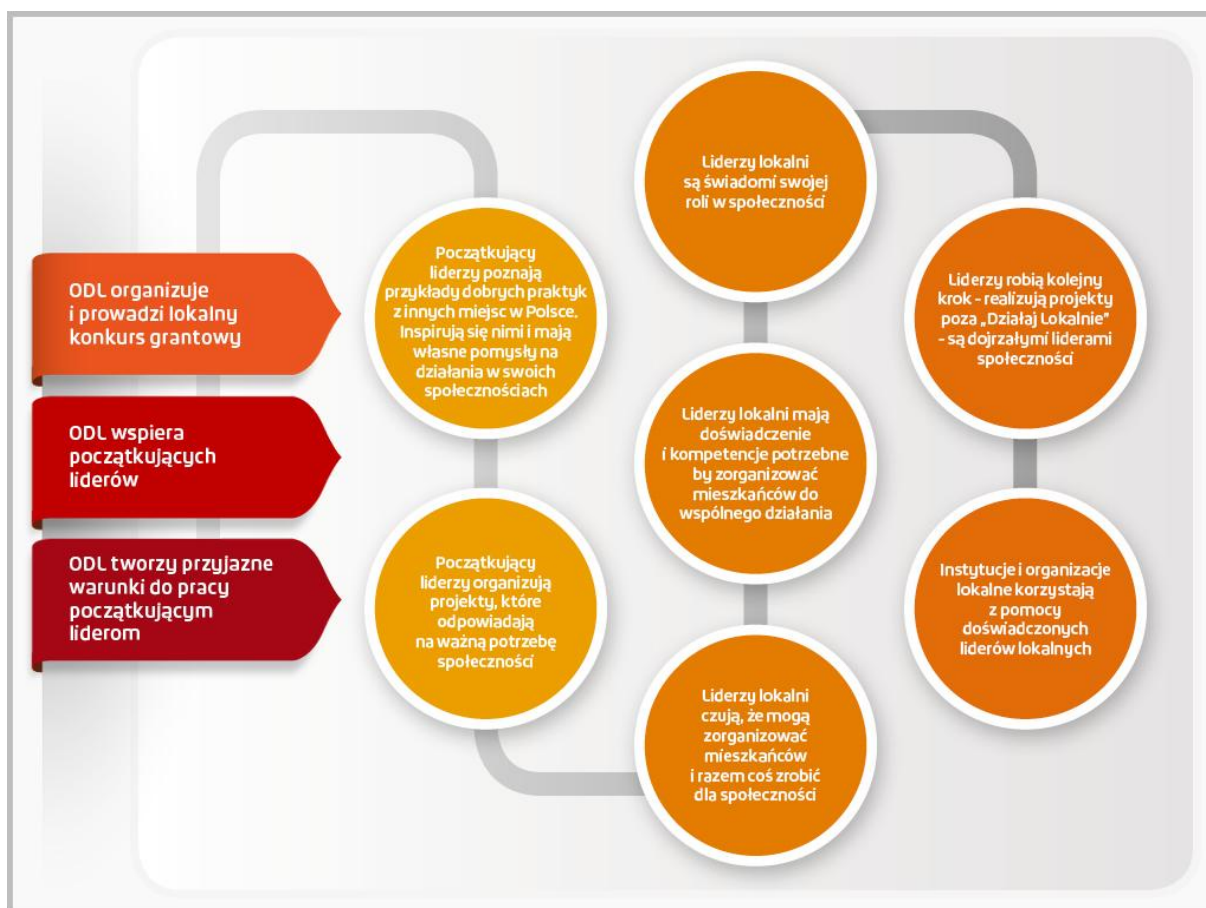 ODL organizuje
i prowadzi lokalny
konkurs grantowy
ODL wspiera
początkujących
liderów
ODL tworzy przyjazne
warunki do pracy
początkującym
liderom
Początkujący
liderzy poznają
przykłady dobrych praktyk
z innych miejsc w Polsce.
Inspirują się nimi i mają
własne pomysły na
działania w swoich
społecznościach
Początkujący
liderzy organizują
projekty, które
odpowiadają
na ważną potrzebę
społeczności
Liderzy lokalni
czują, że mogą
zorganizować
mieszkańców
i razem coś zrobić
dla społeczności
Liderzy lokalni mają
doświadczenie
i kompetencje potrzebne
by zorganizować
mieszkańców do
wspólnego działania
Liderzy lokalni
są świadomí swojej
roli w społeczności
Liderzy robią kolejny
krok - realizują projekty
poza „Działaj Lokalnie”
- są dojrzałymi liderami
społeczności
Instytucje i organizacje
lokalne korzystają
z pomocy
doświadczonych
liderów lokalnych